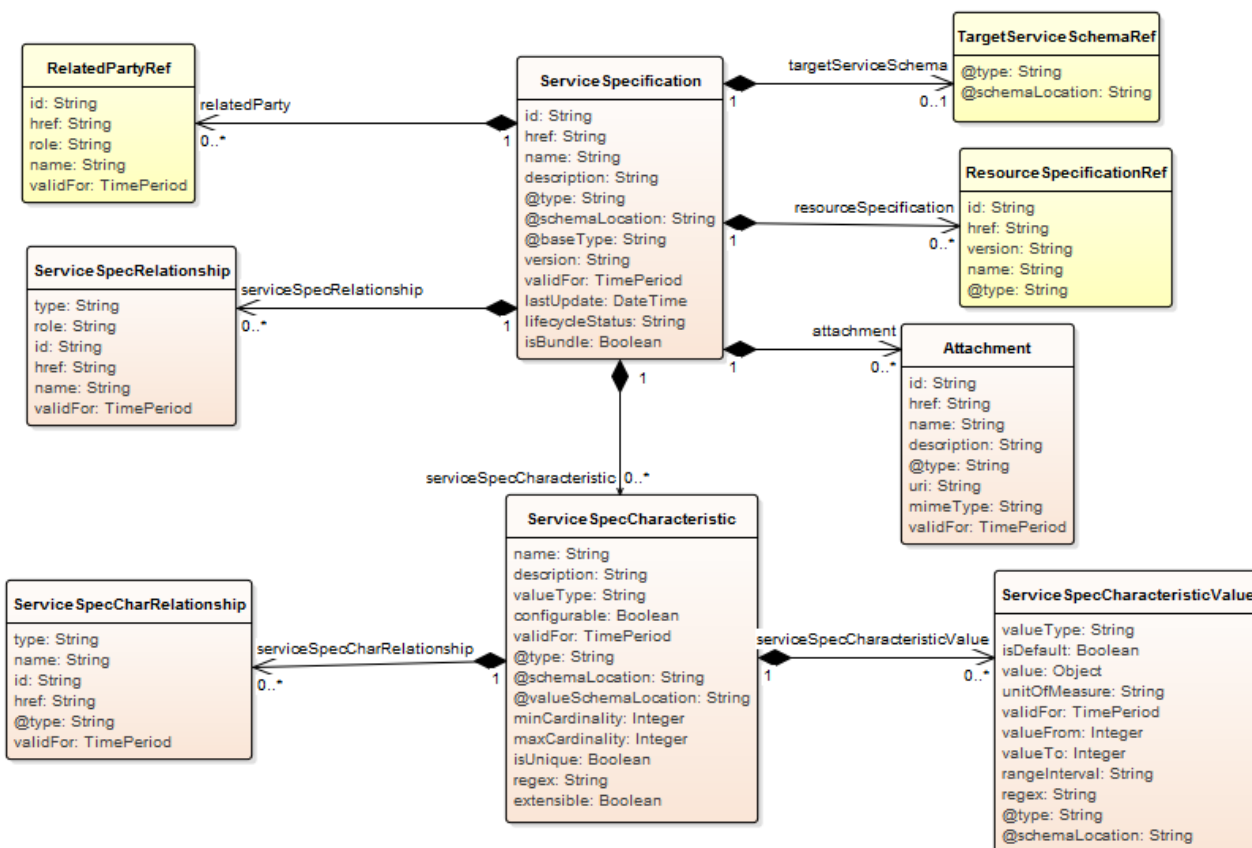 RelatedPartyRef
id: String
href: String
role: String
name: String
validFor: TimePeriod
relatedParty
0..*
1
ServiceSpecification
id: String
href: String
name: String
description: String
@type: String
@schemaLocation: String
@baseType: String
version: String
validFor: TimePeriod
lastUpdate: DateTime
lifecycleStatus: String
isBundle: Boolean
targetServiceSchema
1
0..1
TargetServiceSchemaRef
@type: String
@schemaLocation: String
resourceSpecification
1
0..*
ResourceSpecificationRef
id: String
href: String
version: String
name: String
@type: String
ServiceSpecRelationship
type: String
role: String
id: String
href: String
name: String
validFor: TimePeriod
serviceSpecRelationship
0..*
1
attachment
1
0..*
Attachment
id: String
href: String
name: String
description: String
@type: String
uri: String
mimeType: String
validFor: TimePeriod
1
serviceSpecCharacteristic
0..*
ServiceSpecCharacteristic
name: String
description: String
valueType: String
configurable: Boolean
validFor: TimePeriod
@type: String
@schemaLocation: String
@valueSchemaLocation: String
minCardinality: Integer
maxCardinality: Integer
isUnique: Boolean
regex: String
extensible: Boolean
ServiceSpecCharRelationship
type: String
name: String
id: String
href: String
@type: String
validFor: TimePeriod
serviceSpecCharRelationship
0..*
1
serviceSpecCharacteristicValue
1
0..*
ServiceSpecCharacteristicValue
valueType: String
isDefault: Boolean
value: Object
unitOfMeasure: String
validFor: TimePeriod
valueFrom: Integer
valueTo: Integer
rangeInterval: String
regex: String
@type: String
@schemaLocation: String